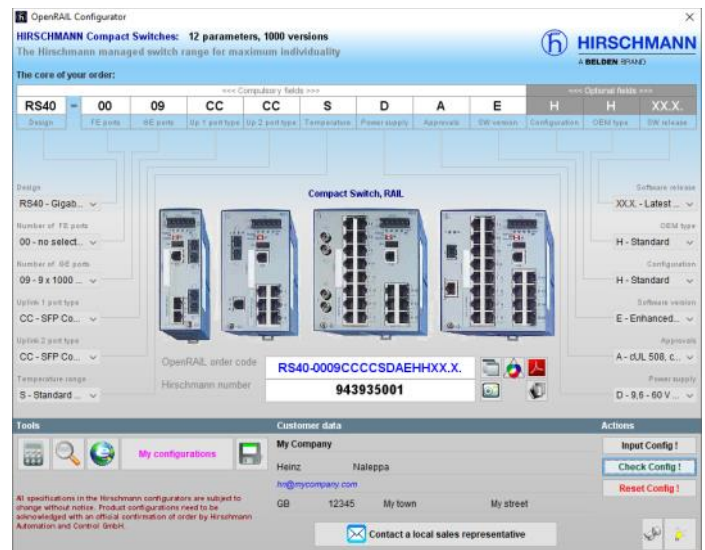 OpenRAIL Configurator
HIRSCHMANN Compact Switches: 12 parameters, 1000 versions
The Hirschmann managed switch range for maximum individuality
HIRSCHMANN
A BELDEN BRAND
The core of your order:
<<< Compulsory fields >>>
<<< Optional fields >>>
RS40 - 00 09 CC CC S D A E H H XX.X.
Design FE ports GE ports Up 1 port type Up 2 port type Temperature Power supply Approvals SW version Configuration OEM type SW release
Compact Switch, RAIL
Design
RS40 - Gigab...
Number of FE ports
00 - no select...
Number of GE ports
09 - 9 x 1000 ...
Uplink 1 port type
CC - SFP Co...
Uplink 2 port type
CC - SFP Co...
Temperature range
S - Standard ...
Software release
XX.X. - Latest ...
OEM type
H - Standard
Configuration
H - Standard
Software version
E - Enhanced...
Approvals
A - cUL 508, c...
Power supply
D - 9,6 - 60 V ...
OpenRAIL order code
RS40-0009CCCCSDAEHHXX.X.
Hirschmann number
943935001
Tools
My configurations
All specifications in the Hirschmann configurators are subject to
change without notice. Product configurations need to be
acknowledged with an official confirmation of order by Hirschmann
Automation and Control GmbH.
Customer data
My Company
Heinz Naleppa
hn@mycompany.com
GB 12345 My town My street
Contact a local sales representative
Actions
Input Config !
Check Config !
Reset Config !